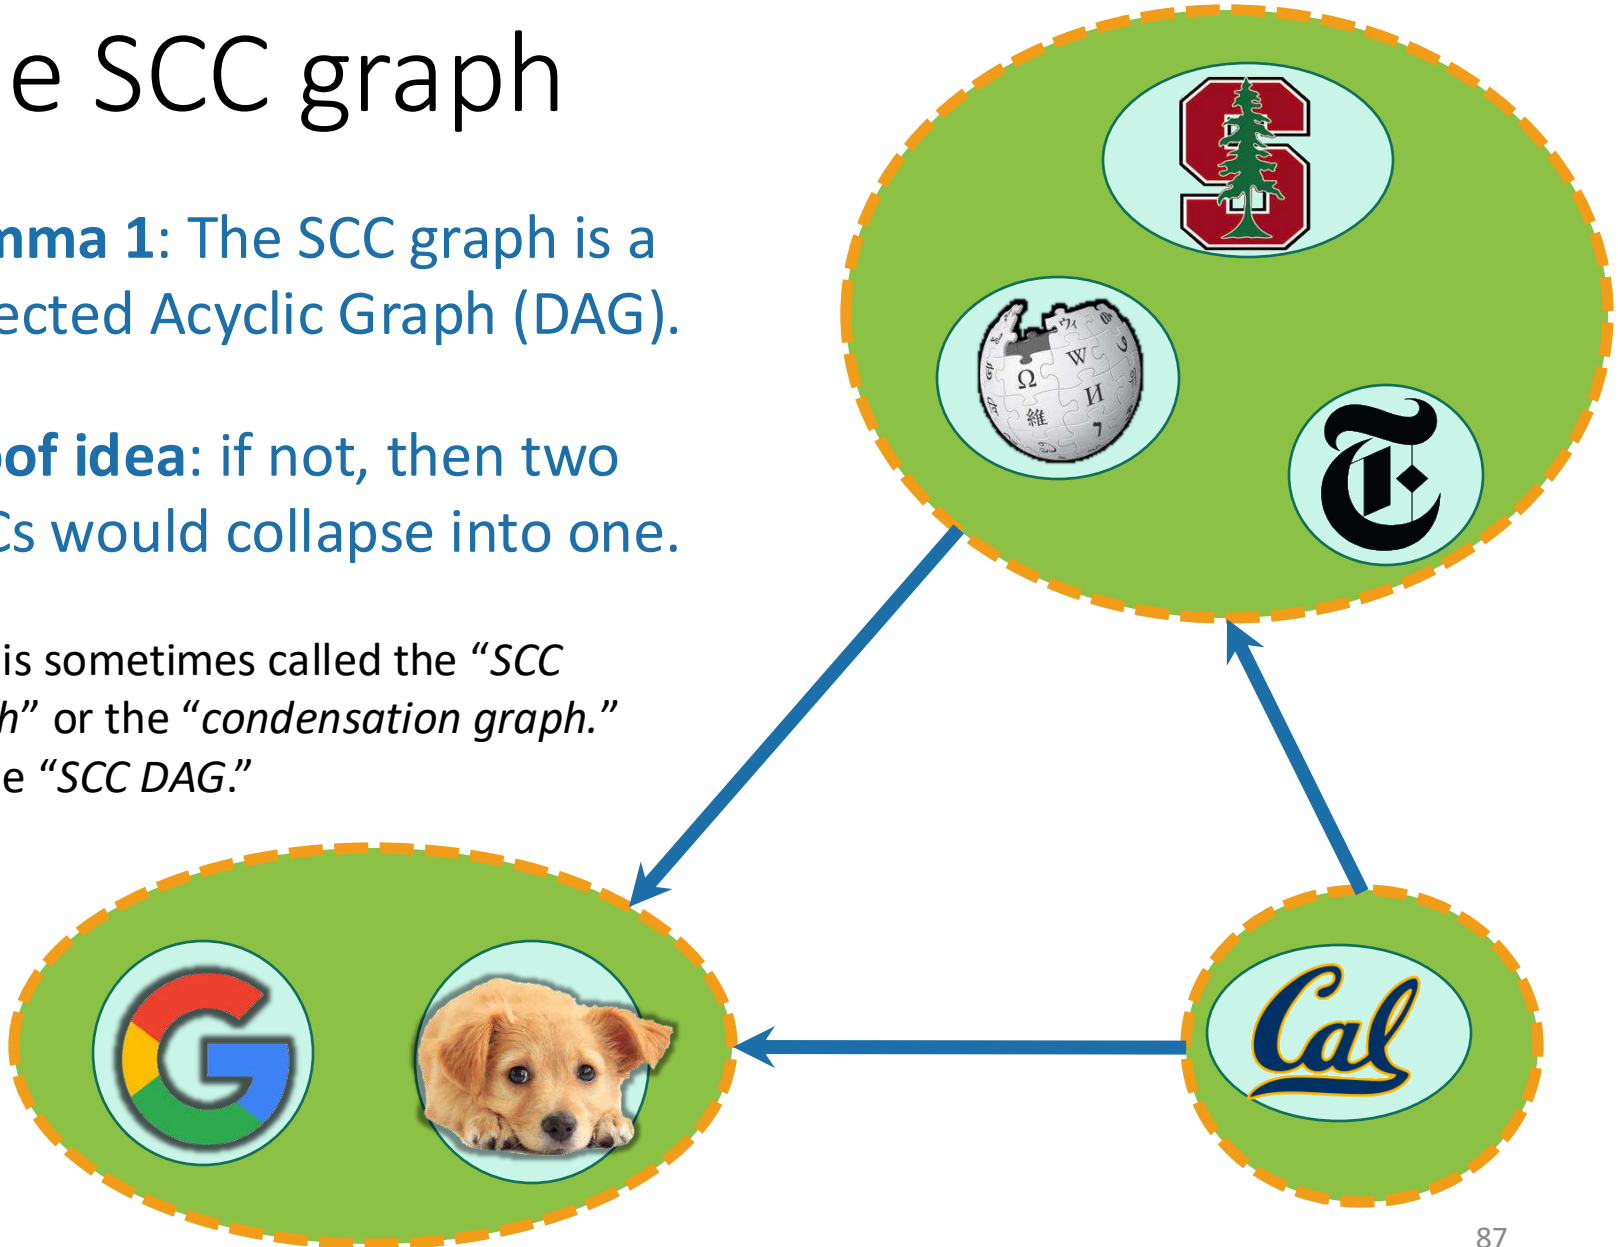 e SCC graph
mma 1: The SCC graph is a
ected Acyclic Graph (DAG).
of idea: if not, then two
Cs would collapse into one.
is sometimes called the “SCC
h” or the “condensation graph.”
e “SCC DAG.”
S
Ω W И
維
T
G
Cal
87